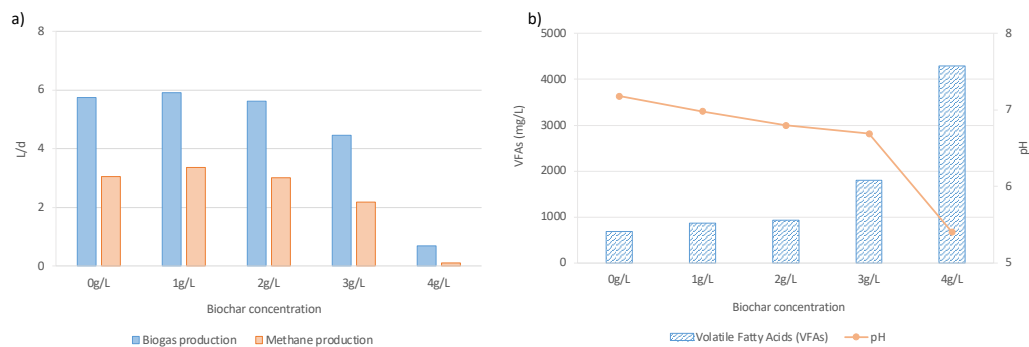 a)
8
6
4
2
0
L/d
0g/L 1g/L 2g/L 3g/L 4g/L
Biochar concentration
Biogas production Methane production
b)
5000
4000
3000
2000
1000
0
VFAs (mg/L)
8
7
6
5
pH
0g/L 1g/L 2g/L 3g/L 4g/L
Biochar concentration
Volatile Fatty Acids (VFAs) pH